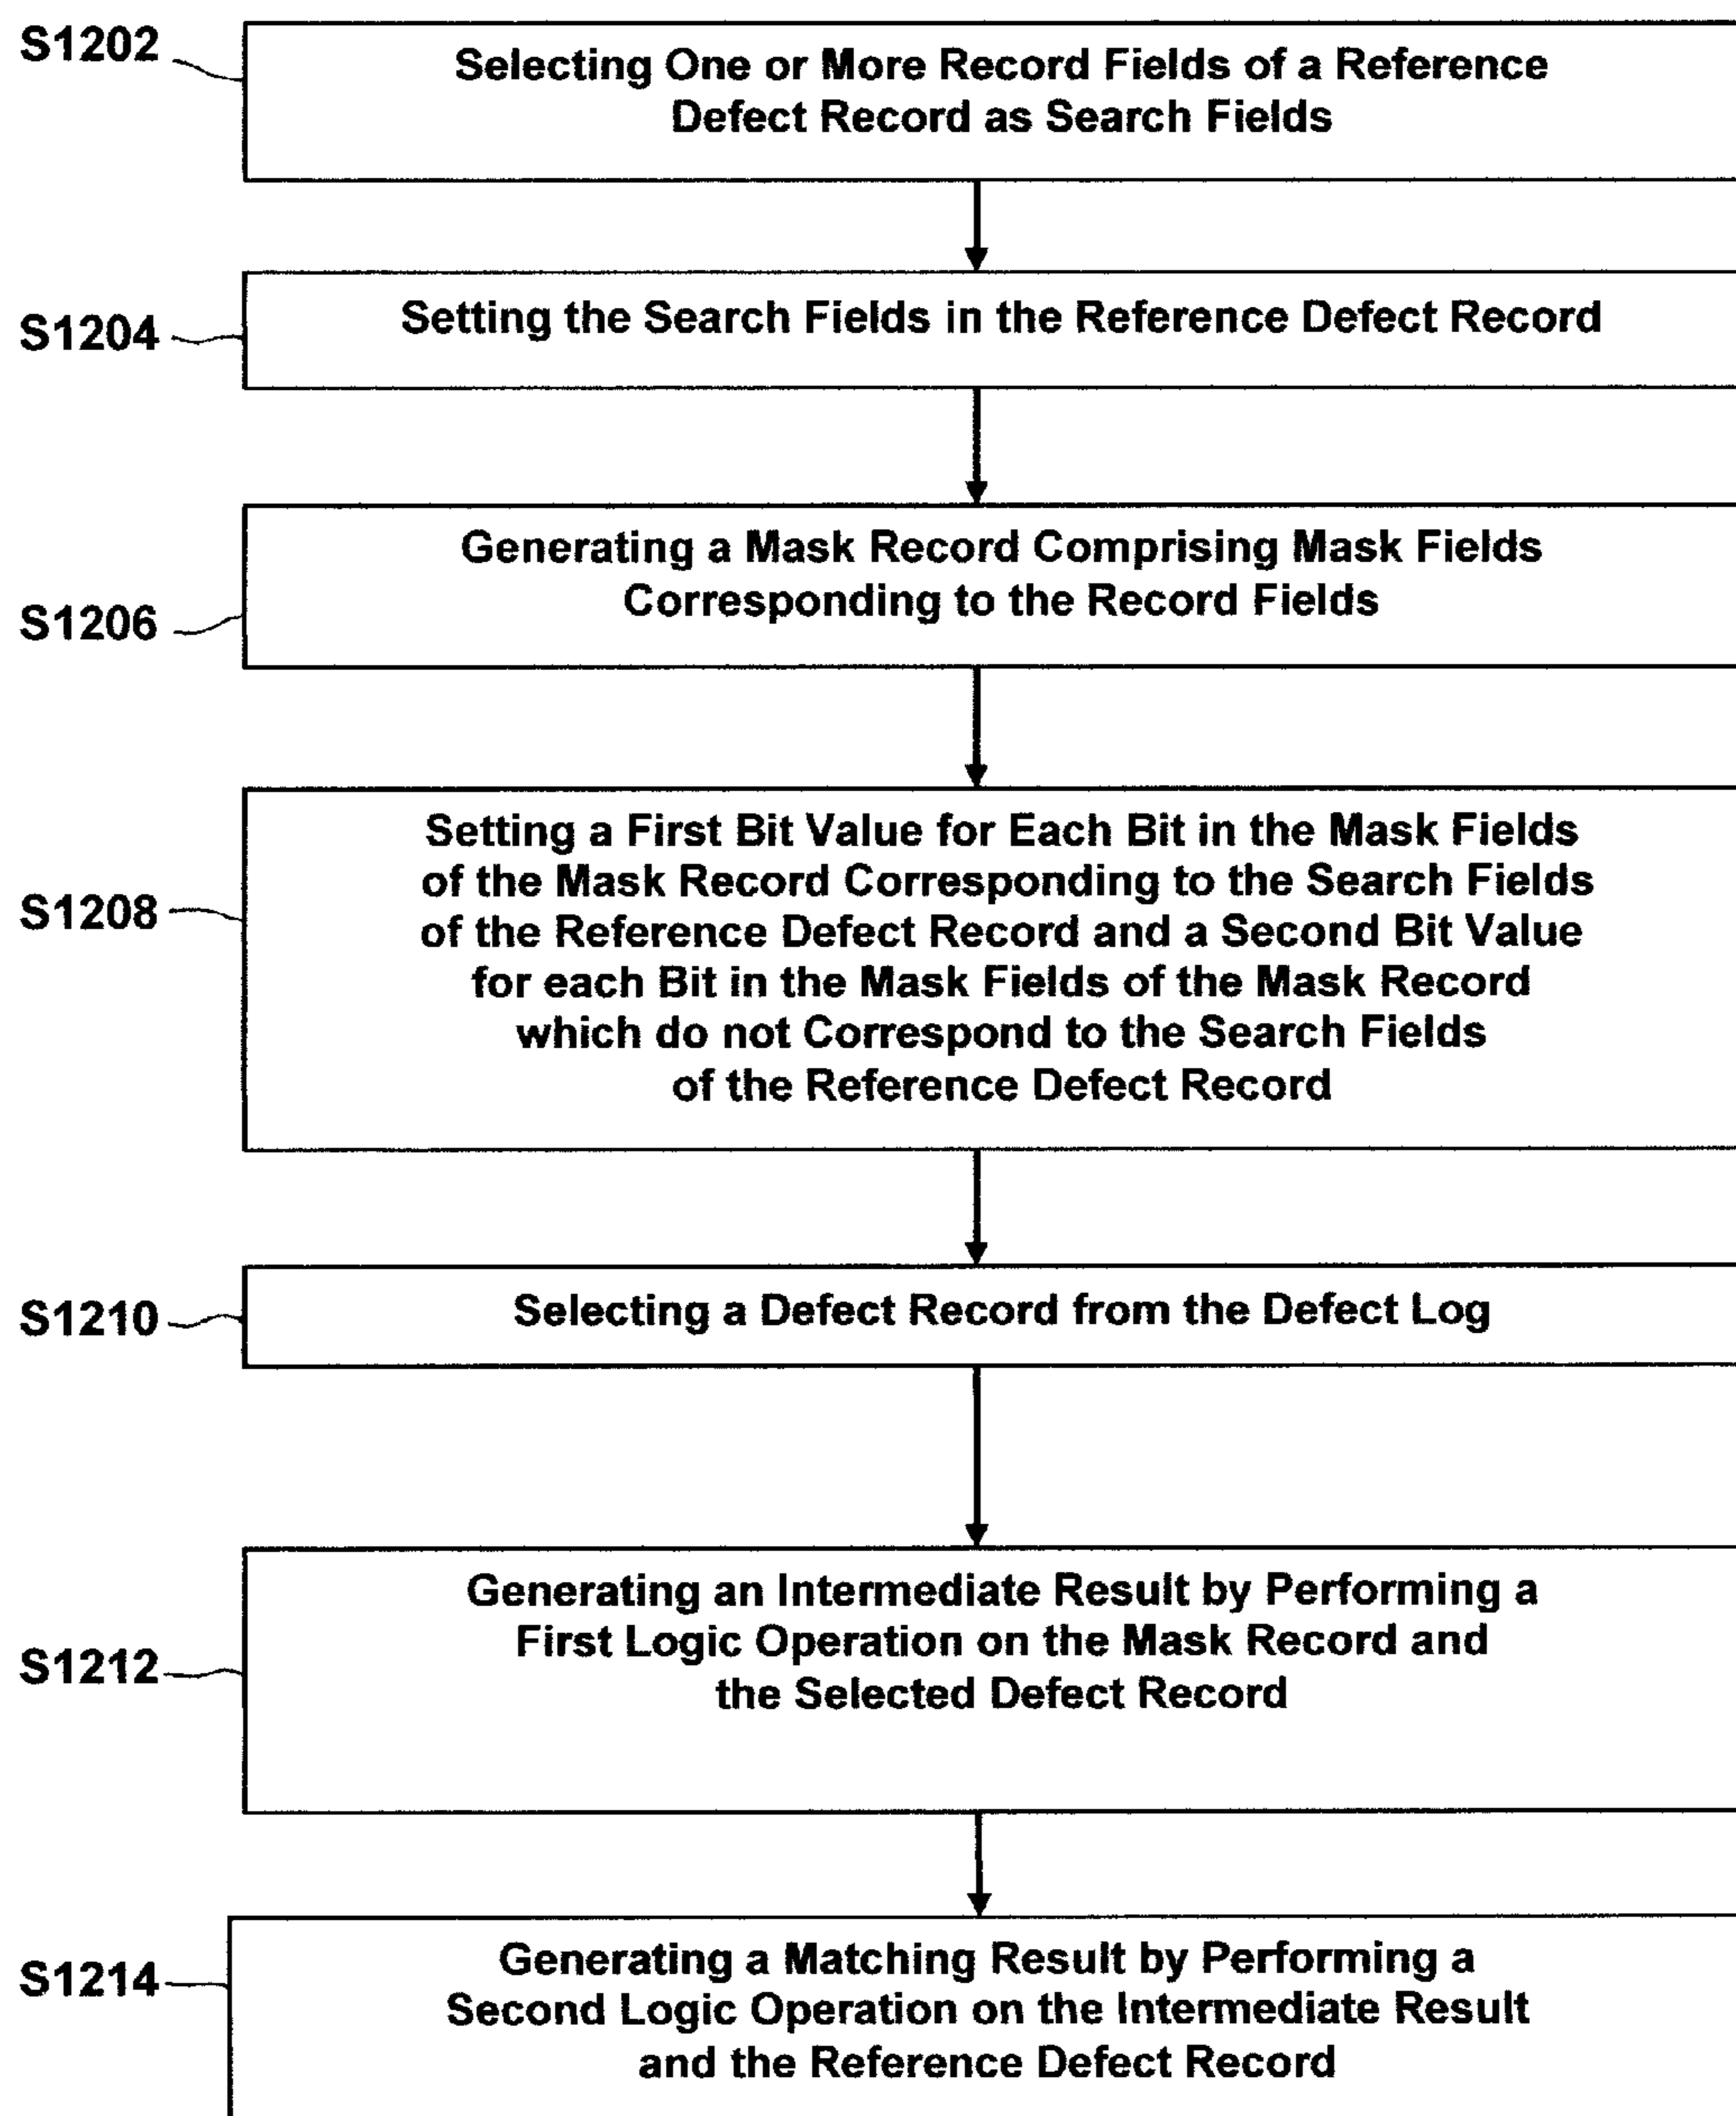 S1202
Selecting One or More Record Fields of a Reference
Defect Record as Search Fields
S1204
Setting the Search Fields in the Reference Defect Record
S1206
Generating a Mask Record Comprising Mask Fields
Corresponding to the Record Fields
S1208
Setting a First Bit Value for Each Bit in the Mask Fields
of the Mask Record Corresponding to the Search Fields
of the Reference Defect Record and a Second Bit Value
for each Bit in the Mask Fields of the Mask Record
which do not Correspond to the Search Fields
of the Reference Defect Record
S1210
Selecting a Defect Record from the Defect Log
S1212
Generating an Intermediate Result by Performing a
First Logic Operation on the Mask Record and
the Selected Defect Record
S1214
Generating a Matching Result by Performing a
Second Logic Operation on the Intermediate Result
and the Reference Defect Record